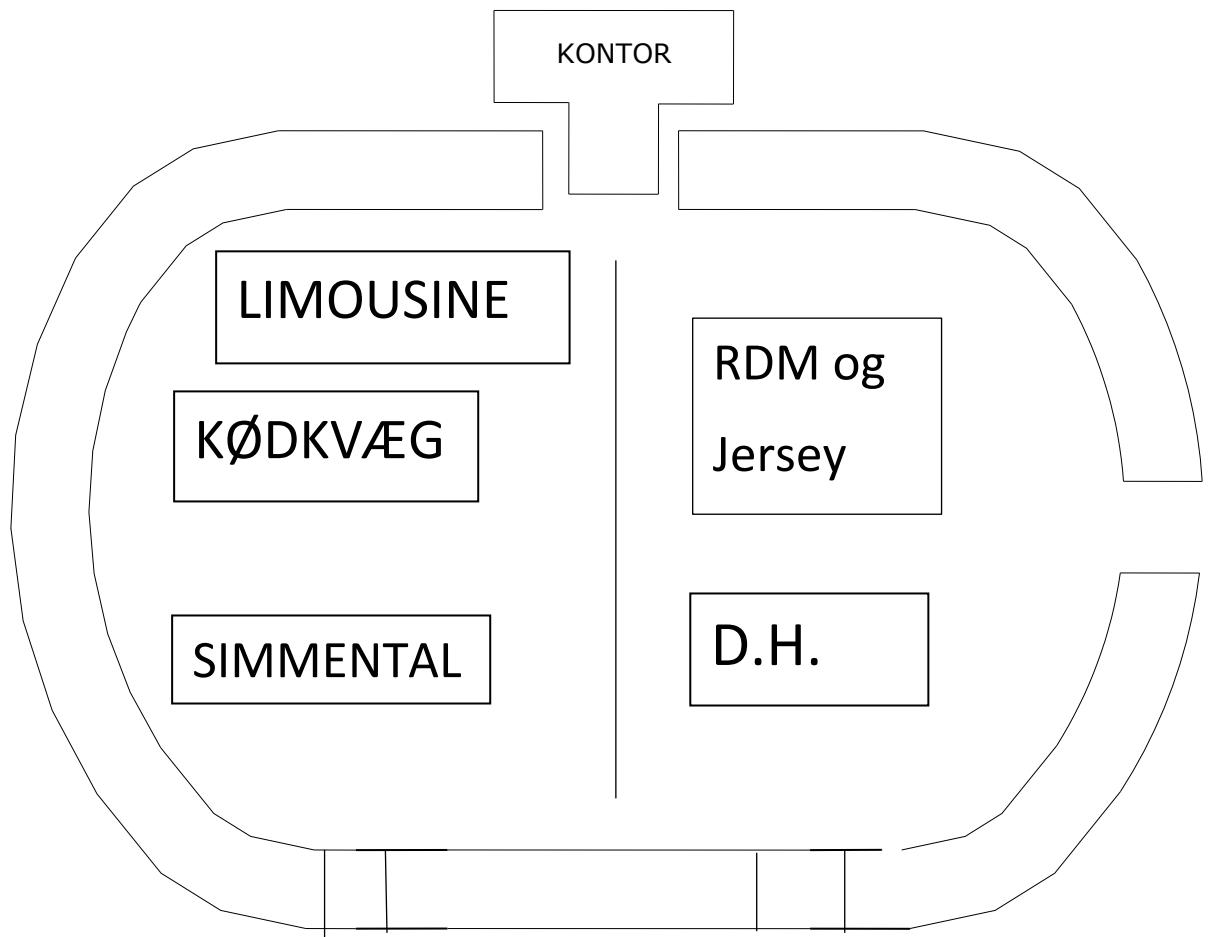 KONTOR
LIMOUSINE
KØDKVÆG
SIMMENTAL
RDM og
Jersey
D.H.